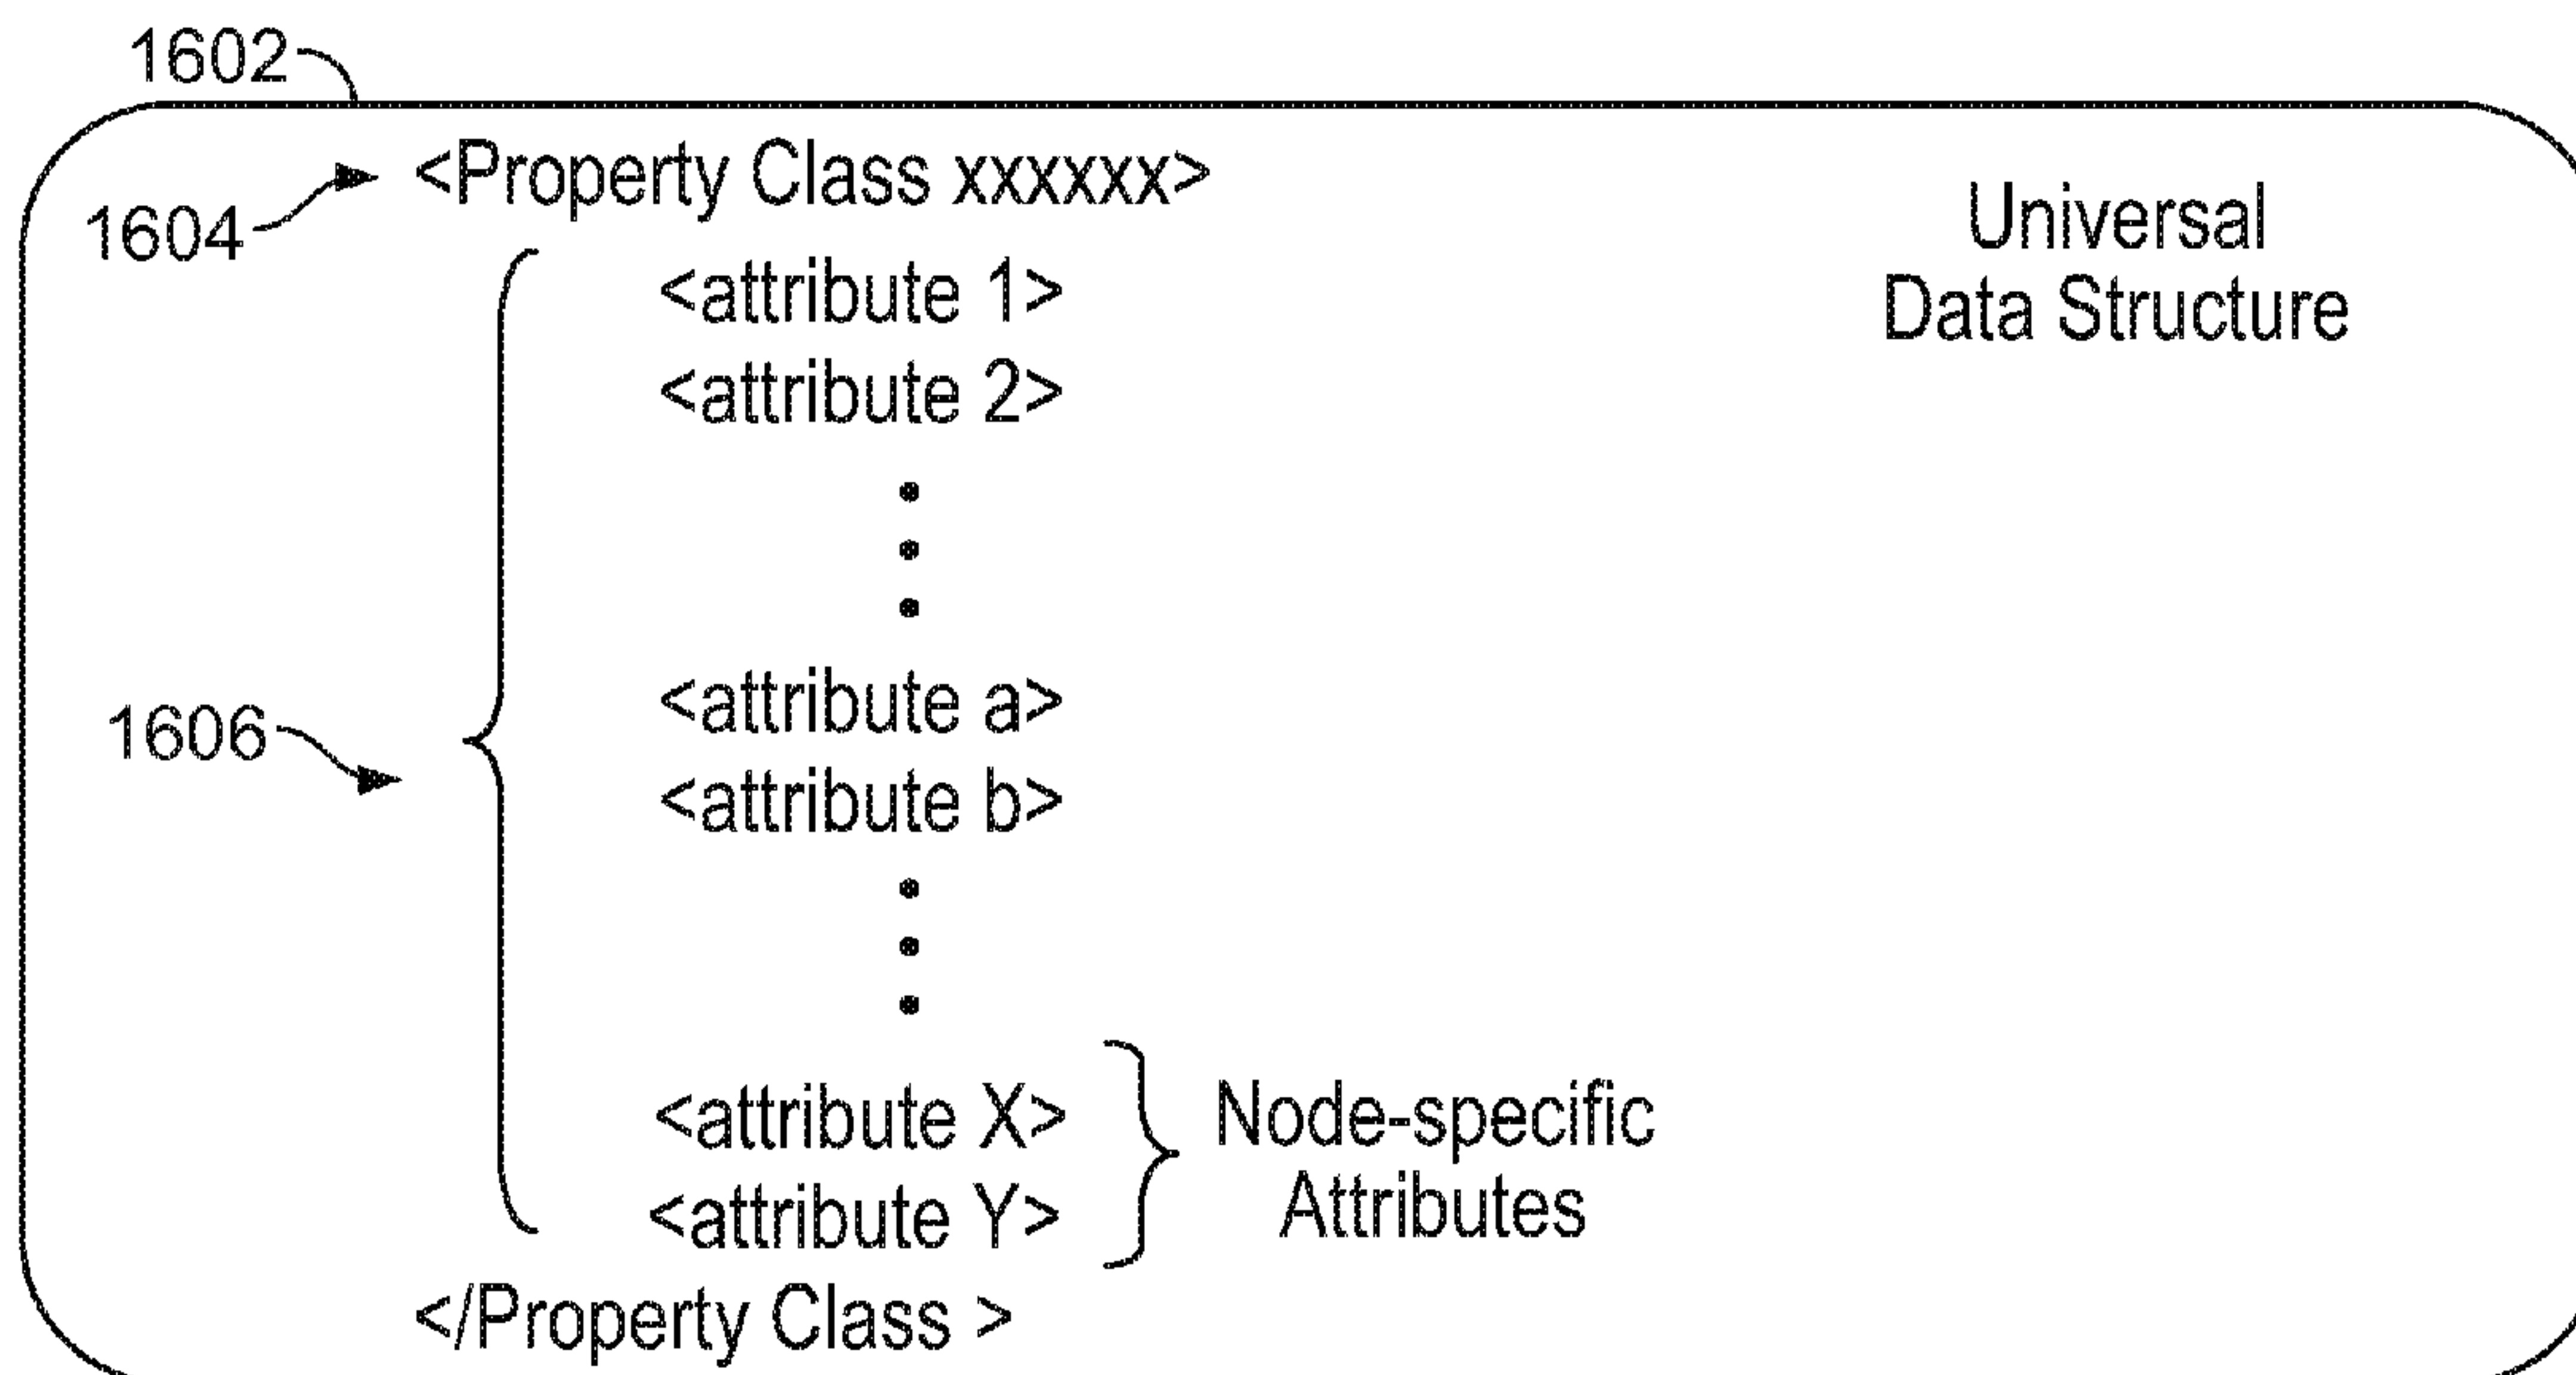 1602
<Property Class xxxxxx>
1604
Universal
Data Structure
<attribute 1>
<attribute 2>
<attribute a>
1606
<attribute b>
<attribute X>
<attribute Y>
Node-specific
Attributes
</Property Class >